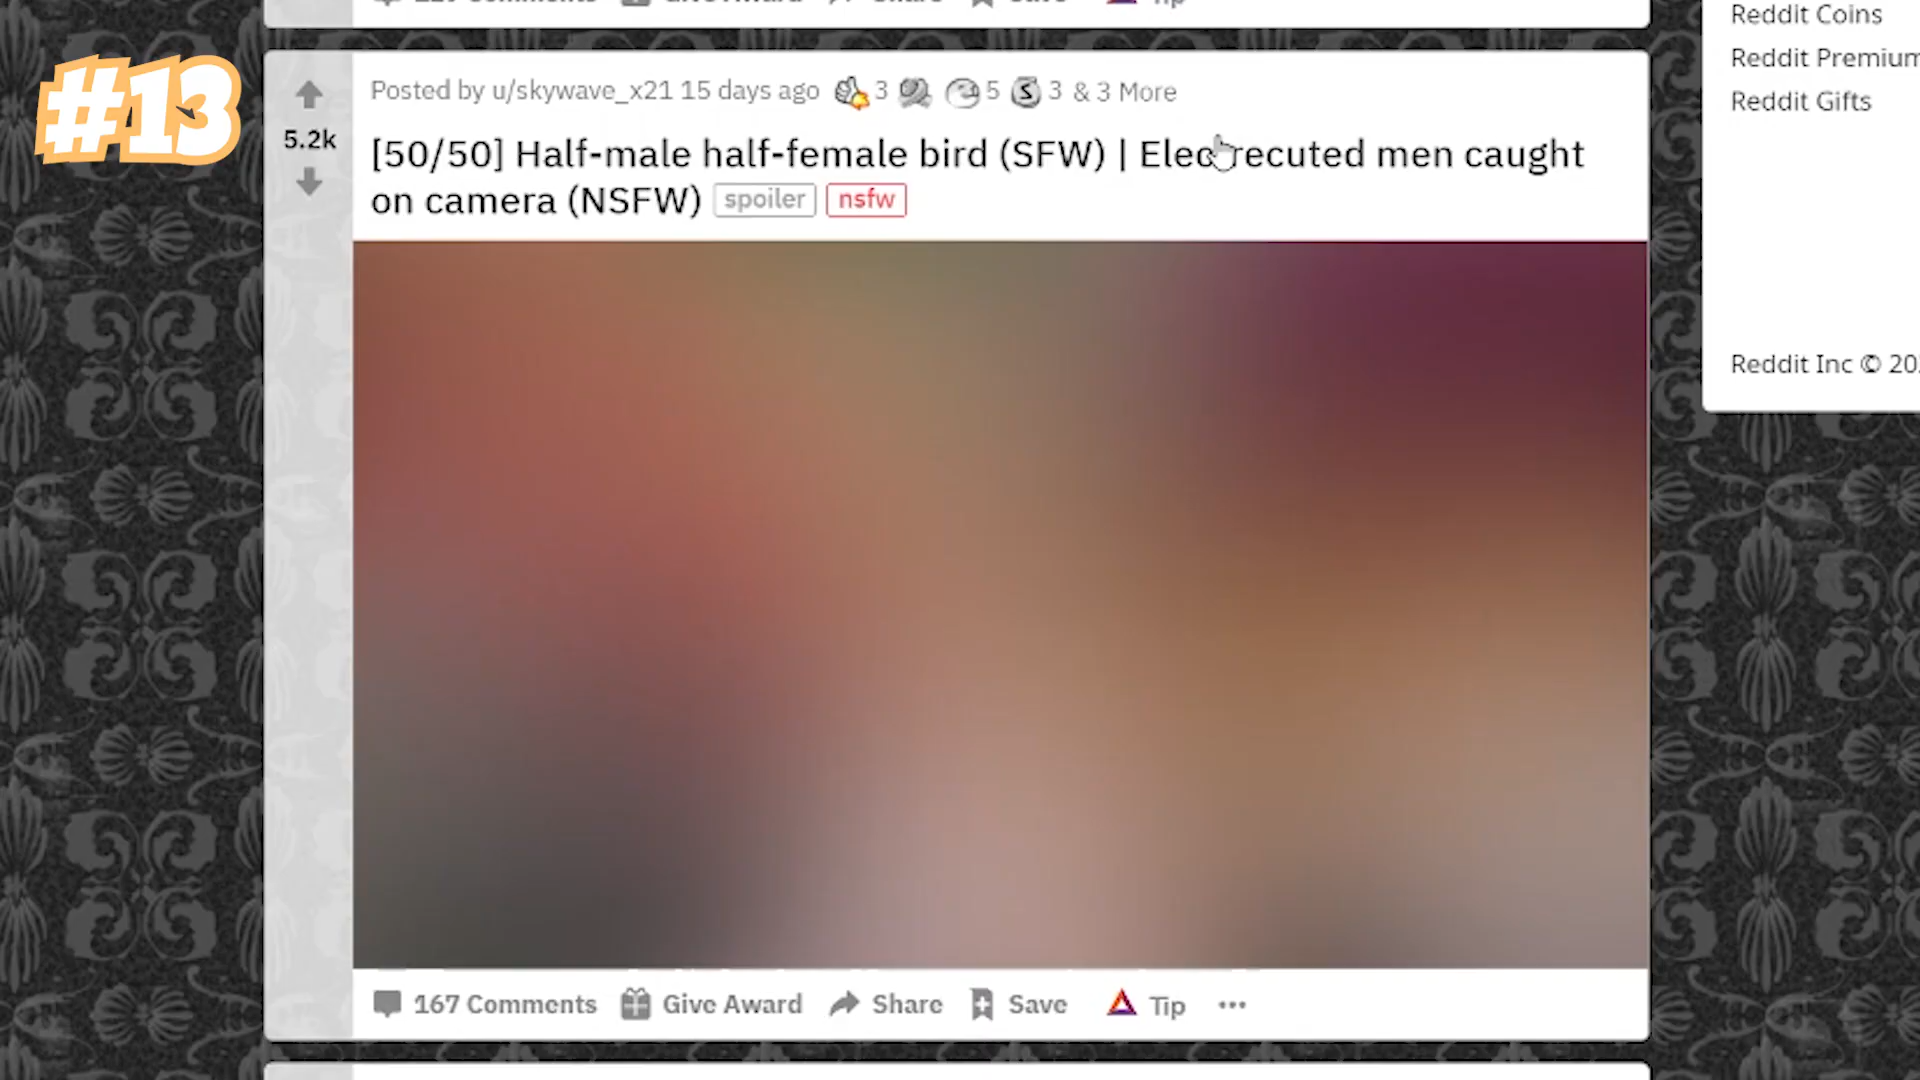 Reddit Coins
Reddit Premium
Reddit Gifts
#13
Posted by u/skywave_x21 15 days ago 3 5 S 3 & 3 More
5.2k
[50/50] Half-male half-female bird (SFW) | Elecrecuted men caught
on camera (NSFW) spoiler nsfw
Reddit Inc © 20
167 Comments Give Award Share Save Tip